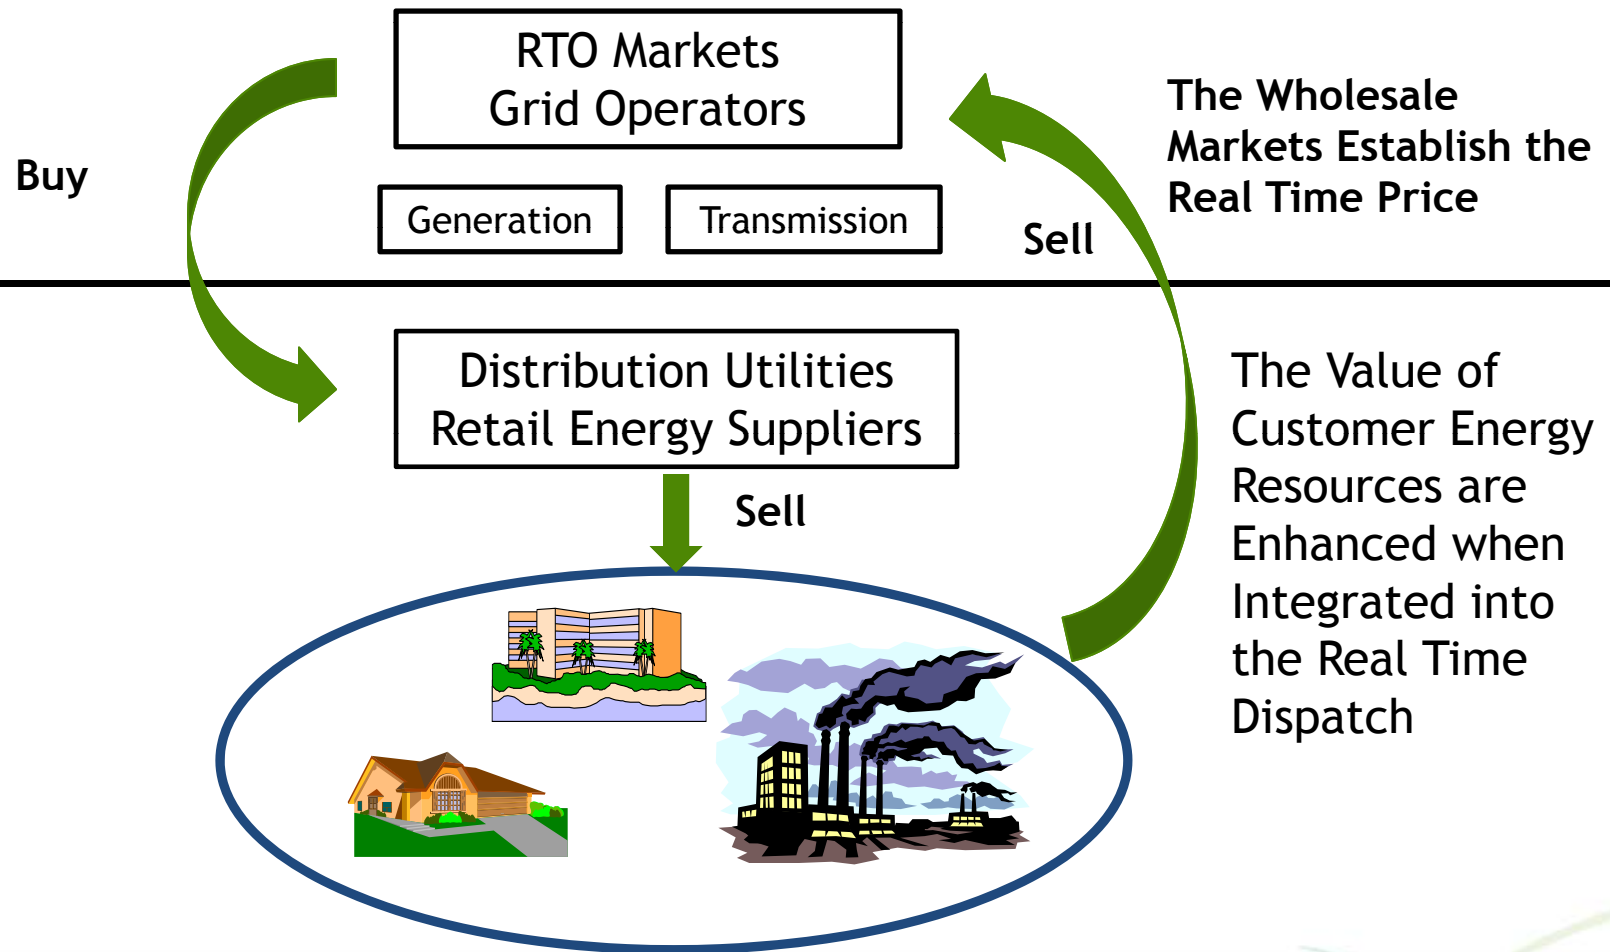 RTO Markets
Grid Operators
The Wholesale
Markets Establish the
Real Time Price
Buy
Generation
Transmission
Sell
Distribution Utilities
Retail Energy Suppliers
Sell
The Value of
Customer Energy
Resources are
Enhanced when
Integrated into
the Real Time
Dispatch